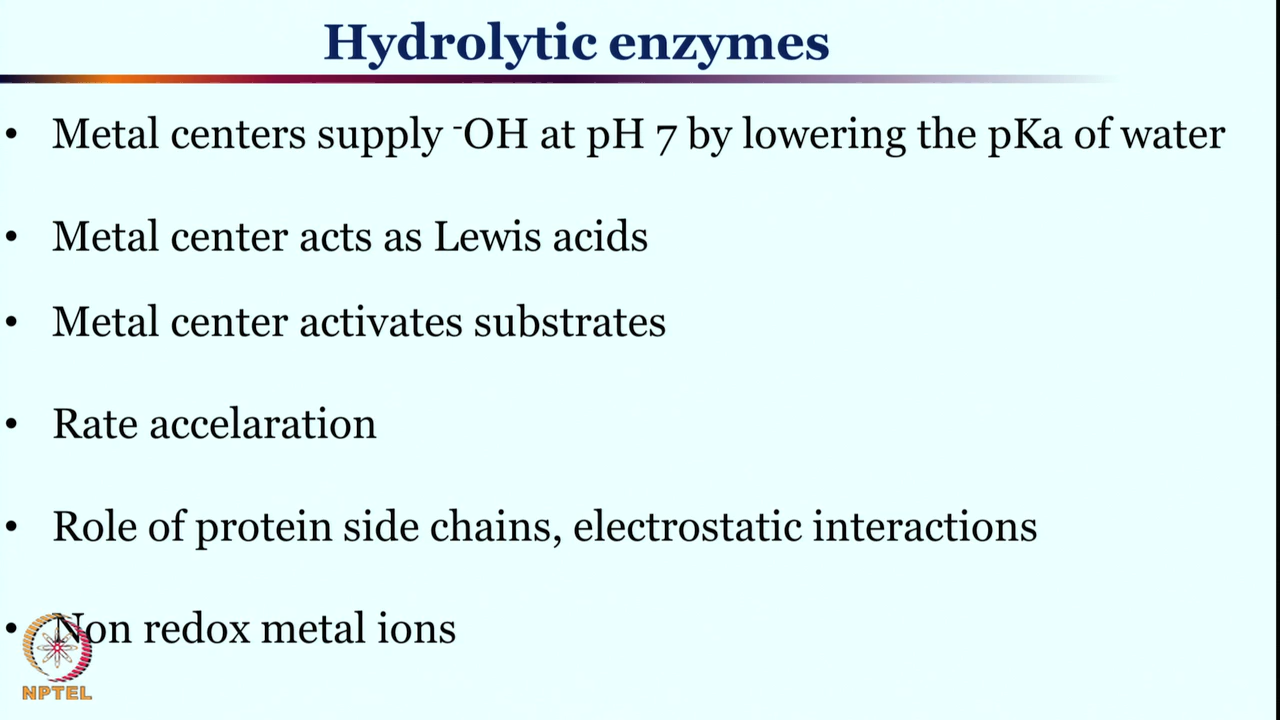 Hydrolytic enzymes
• Metal centers supply ⁻OH at pH 7 by lowering the pKa of water
• Metal center acts as Lewis acids
• Metal center activates substrates
• Rate accelaration
• Role of protein side chains, electrostatic interactions
• Non redox metal ions
NPTEL